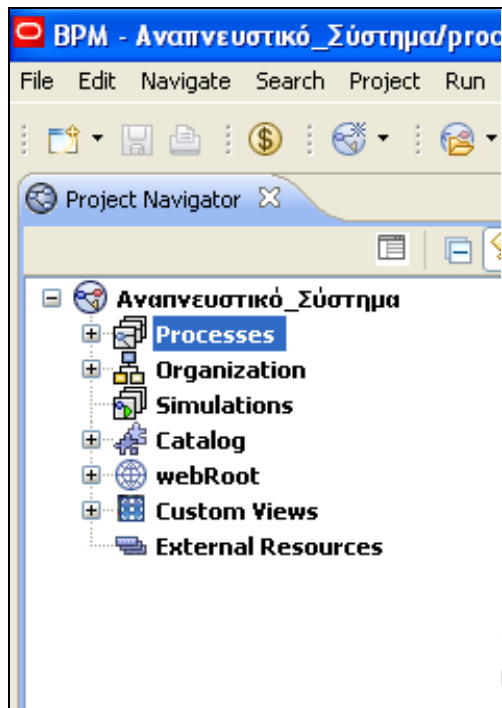 BPM - Αναπνευστικό_Σύστημα/proc
File Edit Navigate Search Project Run
Project Navigator
Αναπνευστικό_Σύστημα
Processes
Organization
Simulations
Catalog
webRoot
Custom Views
External Resources